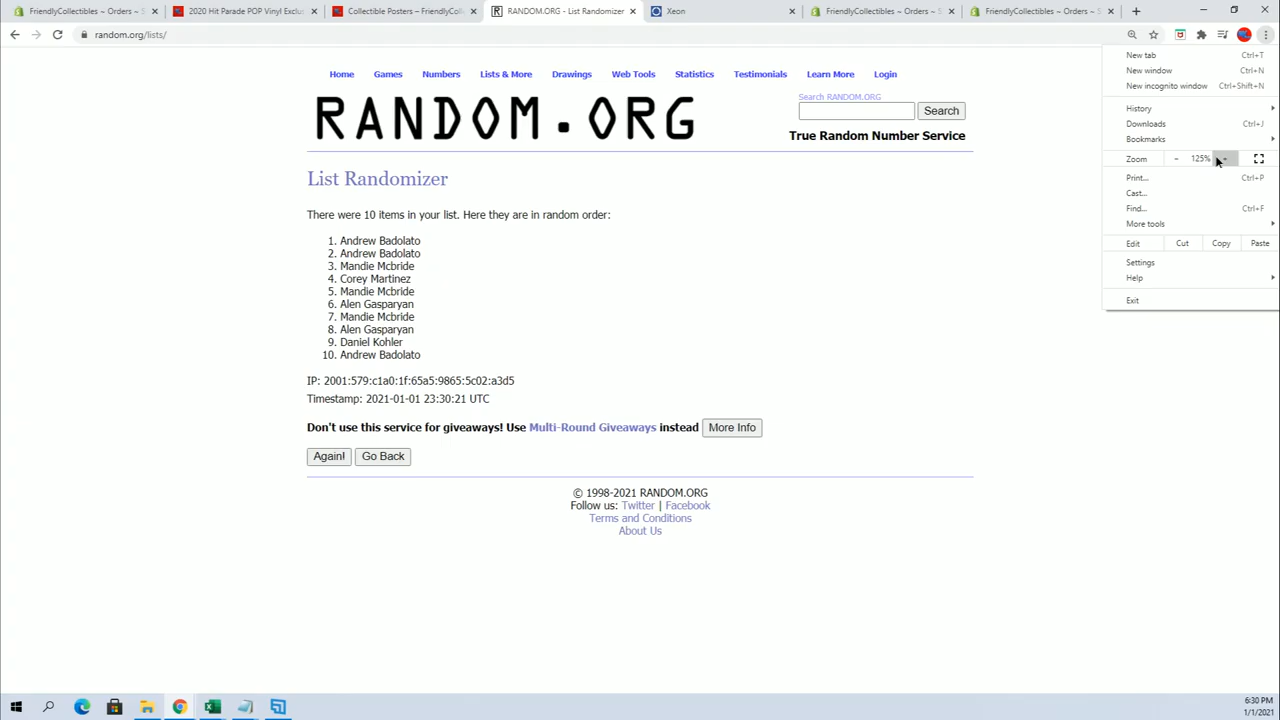 FriendlyCollectibles ~ Orders ~ S
2020 Hit Parade POP Vinyl Exclus
Collectible Posters – FriendlyCo
RANDOM.ORG - List Randomizer
Xeon
FriendlyCollectibles ~ Orders ~ S
FriendlyCollectibles ~ Orders ~ S
random.org/lists/
Home Games Numbers Lists & More Drawings Web Tools Statistics Testimonials Learn More Login
RANDOM.ORG
Search RANDOM.ORG
Search
True Random Number Service
List Randomizer
There were 10 items in your list. Here they are in random order:
1. Andrew Badolato
2. Andrew Badolato
3. Mandie Mcbride
4. Corey Martinez
5. Mandie Mcbride
6. Alen Gasparyan
7. Mandie Mcbride
8. Alen Gasparyan
9. Daniel Kohler
10. Andrew Badolato
IP: 2001:579:c1a0:1f:65a5:9865:5c02:a3d5
Timestamp: 2021-01-01 23:30:21 UTC
Don't use this service for giveaways! Use Multi-Round Giveaways instead More Info
Again! Go Back
© 1998-2021 RANDOM.ORG
Follow us: Twitter | Facebook
Terms and Conditions
About Us
New tab Ctrl+T
New window Ctrl+N
New incognito window Ctrl+Shift+N
History
Downloads Ctrl+J
Bookmarks
Zoom - 125%
Print... Ctrl+P
Cast...
Find... Ctrl+F
More tools
Edit Cut Copy Paste
Settings
Help
Exit
6:30 PM
1/1/2021